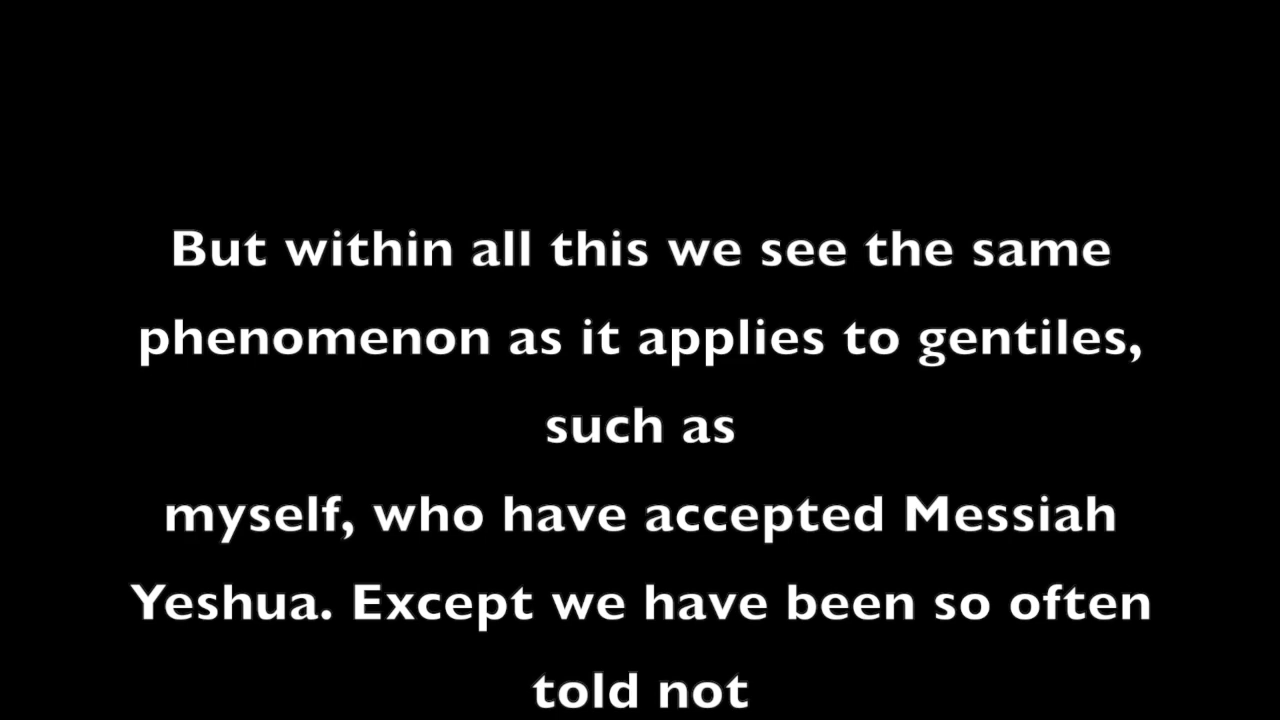 But within all this we see the same
phenomenon as it applies to gentiles,
such as
myself, who have accepted Messiah
Yeshua. Except we have been so often
told not